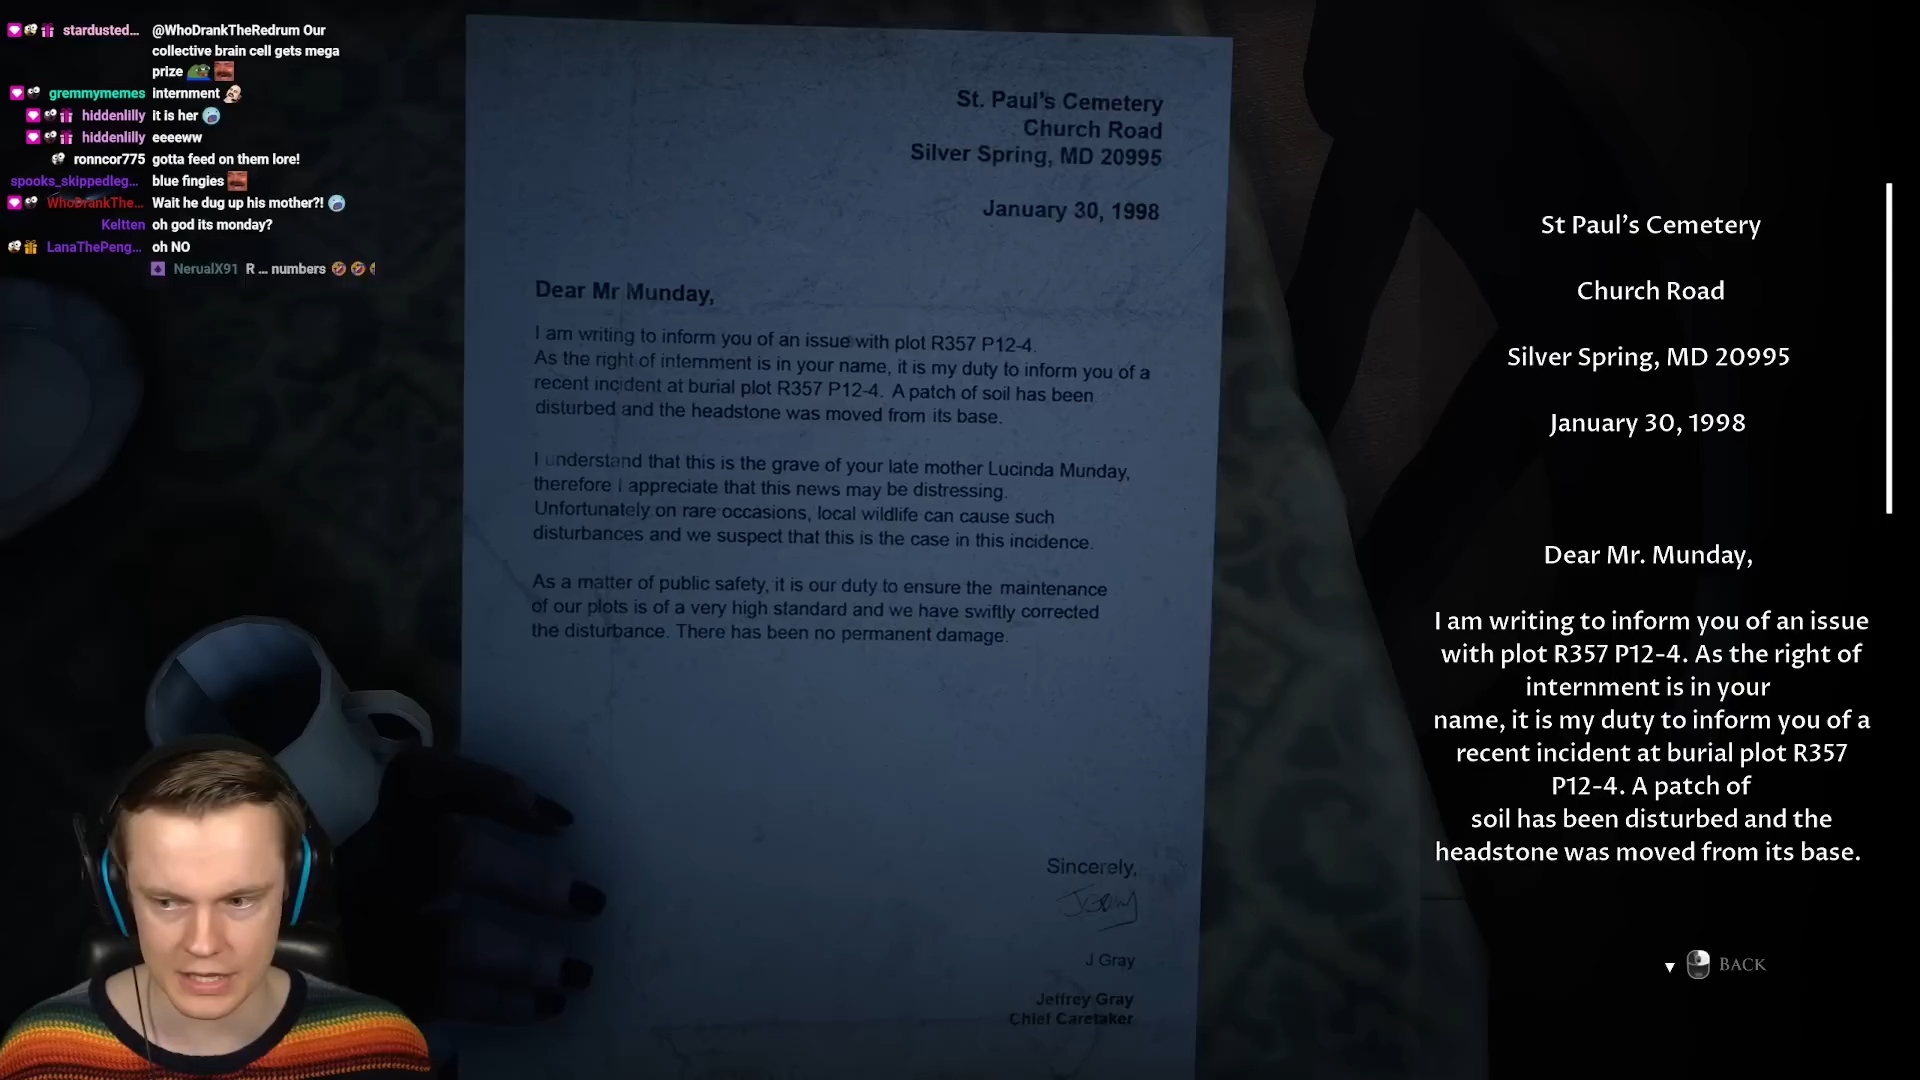 stardusted... @WhoDrankTheRedrum Our
collective brain cell gets mega
prize
gremmymemes internment
hiddenlilly it is her
hiddenlilly eeeeww
ronncor775 gotta feed on them lore!
spooks_skippedleg... blue fingies
WhoDrankThe... Wait he dug up his mother?!
Keltten oh god its monday?
LanaThePeng... oh NO
NerualX91 R ... numbers
St. Paul's Cemetery
Church Road
Silver Spring, MD 20995
January 30, 1998
Dear Mr Munday,
I am writing to inform you of an issue with plot R357 P12-4.
As the right of internment is in your name, it is my duty to inform you of a
recent incident at burial plot R357 P12-4. A patch of soil has been
disturbed and the headstone was moved from its base.
I understand that this is the grave of your late mother Lucinda Munday,
therefore I appreciate that this news may be distressing.
Unfortunately on rare occasions, local wildlife can cause such
disturbances and we suspect that this is the case in this incidence.
As a matter of public safety, it is our duty to ensure the maintenance
of our plots is of a very high standard and we have swiftly corrected
the disturbance. There has been no permanent damage.
Sincerely,
JGray
J Gray
Jeffrey Gray
Chief Caretaker
St Paul's Cemetery
Church Road
Silver Spring, MD 20995
January 30, 1998
Dear Mr. Munday,
I am writing to inform you of an issue
with plot R357 P12-4. As the right of
internment is in your
name, it is my duty to inform you of a
recent incident at burial plot R357
P12-4. A patch of
soil has been disturbed and the
headstone was moved from its base.
BACK